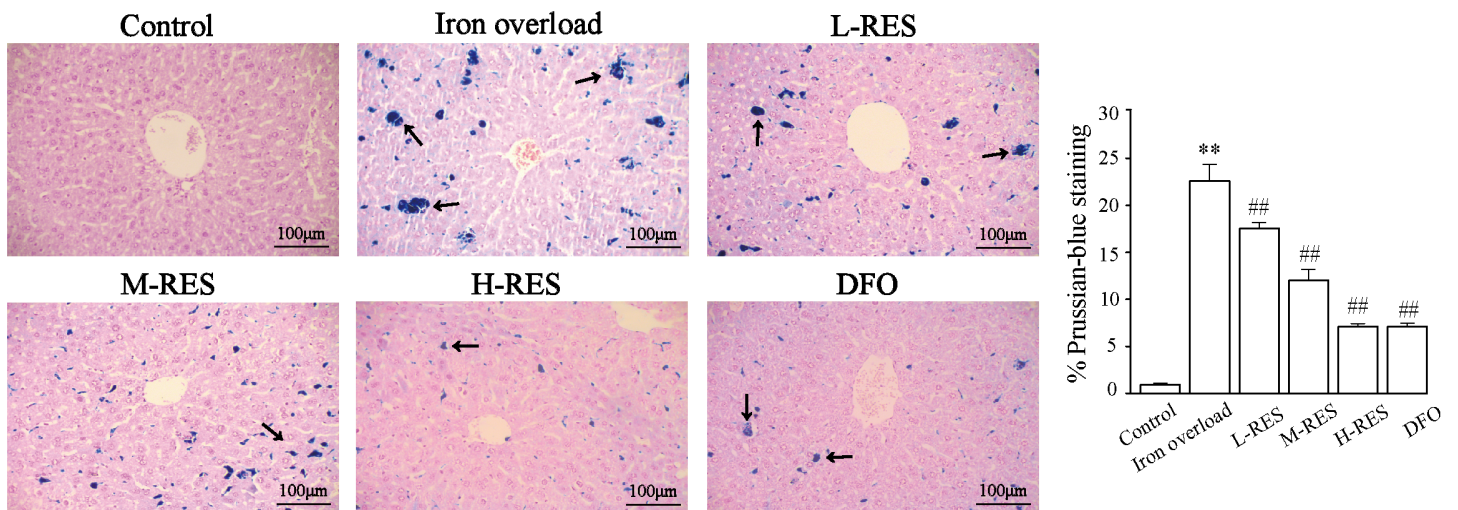 Control
Iron overload
L-RES
100μm
100μm
100μm
M-RES
H-RES
DFO
100μm
100μm
100μm
% Prussian-blue staining
30
25
20
15
10
5
0
**
##
##
##
##
Control
Iron overload
L-RES
M-RES
H-RES
DFO